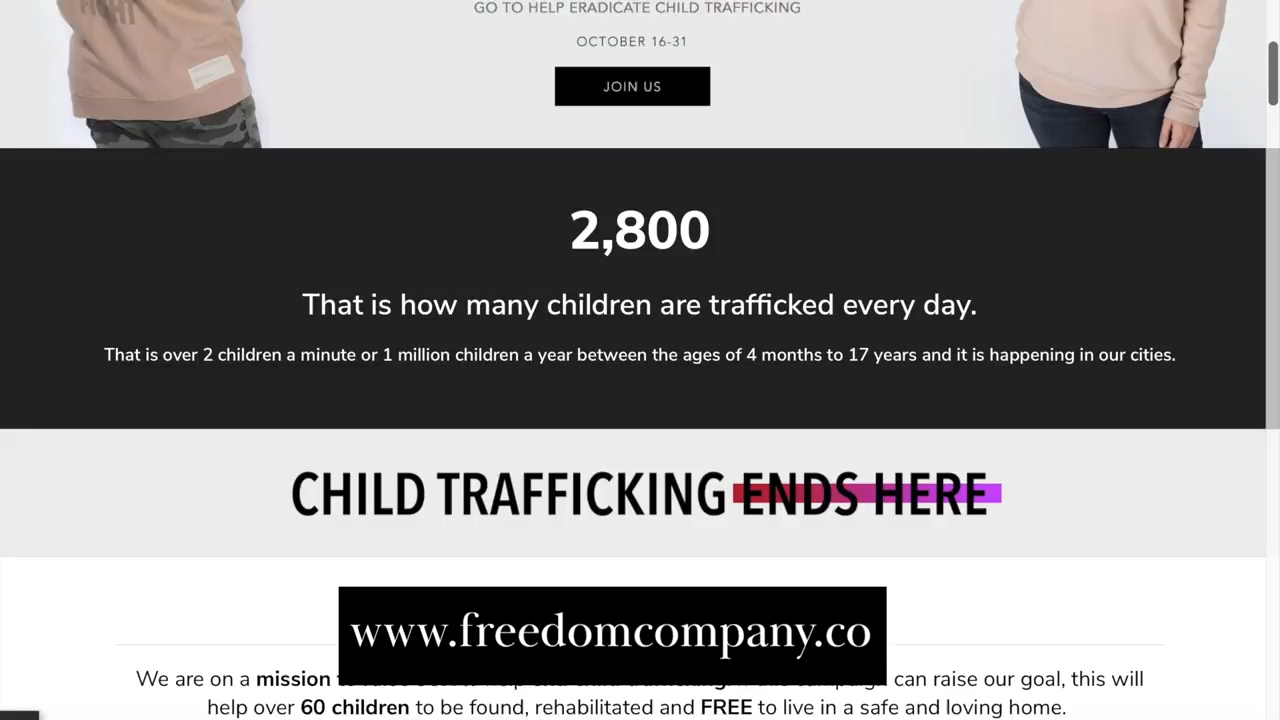 FIGHT
GO TO HELP ERADICATE CHILD TRAFFICKING
OCTOBER 16-31
JOIN US
2,800
That is how many children are trafficked every day.
That is over 2 children a minute or 1 million children a year between the ages of 4 months to 17 years and it is happening in our cities.
CHILD TRAFFICKING ENDS HERE
www.freedomcompany.co
We are on a mission can raise our goal, this will
help over 60 children to be found, rehabilitated and FREE to live in a safe and loving home.